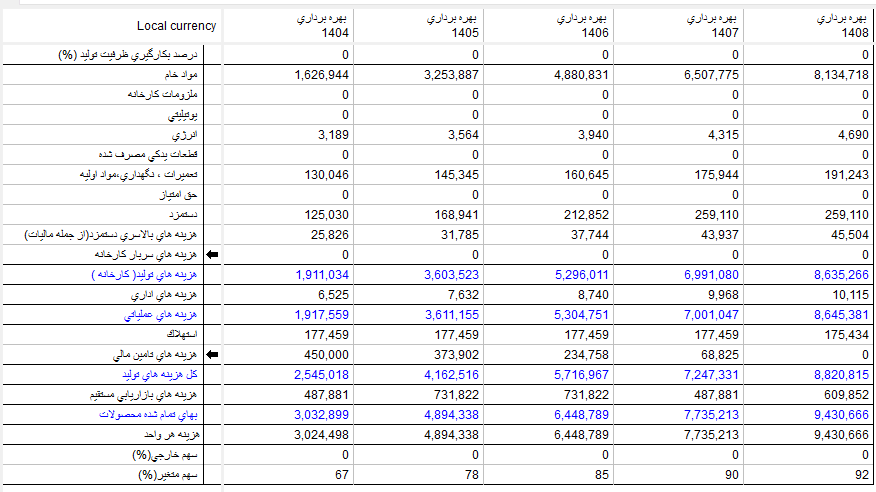 Local currency بهره برداري 1404 بهره برداري 1405 بهره برداري 1406 بهره برداري 1407 بهره برداري 1408
درصد بكارگيري ظرفيت توليد (%) 0 0 0 0 0
مواد خام 1,626,944 3,253,887 4,880,831 6,507,775 8,134,718
ملزومات كارخانه 0 0 0 0 0
يوتيليتي 0 0 0 0 0
انرژي 3,189 3,564 3,940 4,315 4,690
قطعات يدكي مصرف شده 0 0 0 0 0
تعميرات ، نگهداري،مواد اوليه 130,046 145,345 160,645 175,944 191,243
حق امتياز 0 0 0 0 0
دستمزد 125,030 168,941 212,852 259,110 259,110
هزينه هاي بالاسري دستمزد(از جمله ماليات) 25,826 31,785 37,744 43,937 45,504
هزينه هاي سربار كارخانه 0 0 0 0 0
هزينه هاي توليد( كارخانه ) 1,911,034 3,603,523 5,296,011 6,991,080 8,635,266
هزينه هاي اداري 6,525 7,632 8,740 9,968 10,115
هزينه هاي عملياتي 1,917,559 3,611,155 5,304,751 7,001,047 8,645,381
استهلاك 177,459 177,459 177,459 177,459 175,434
هزينه هاي تامين مالي 450,000 373,902 234,758 68,825 0
كل هزينه هاي توليد 2,545,018 4,162,516 5,716,967 7,247,331 8,820,815
هزينه هاي بازاريابي مستقيم 487,881 731,822 731,822 487,881 609,852
بهاي تمام شده محصولات 3,032,899 4,894,338 6,448,789 7,735,213 9,430,666
هزينه هر واحد 3,024,498 4,894,338 6,448,789 7,735,213 9,430,666
سهم خارجي(%) 0 0 0 0 0
سهم متغير(%) 67 78 85 90 92